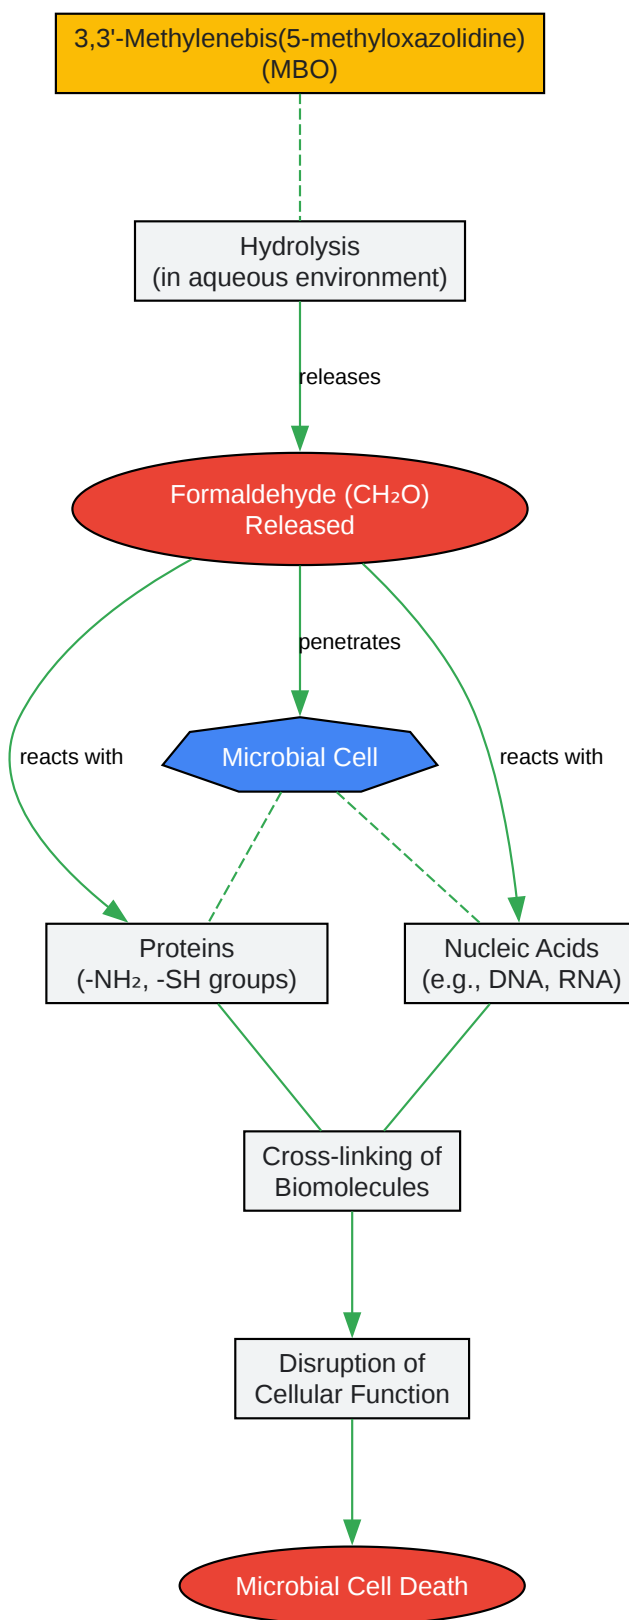 3,3'-Methylenebis(5-methyloxazolidine)
(MBO)
Hydrolysis
(in aqueous environment)
releases
Formaldehyde (CH₂O)
Released
penetrates
reacts with
Microbial Cell
reacts with
Proteins
(-NH₂, -SH groups)
Nucleic Acids
(e.g., DNA, RNA)
Cross-linking of
Biomolecules
Disruption of
Cellular Function
Microbial Cell Death